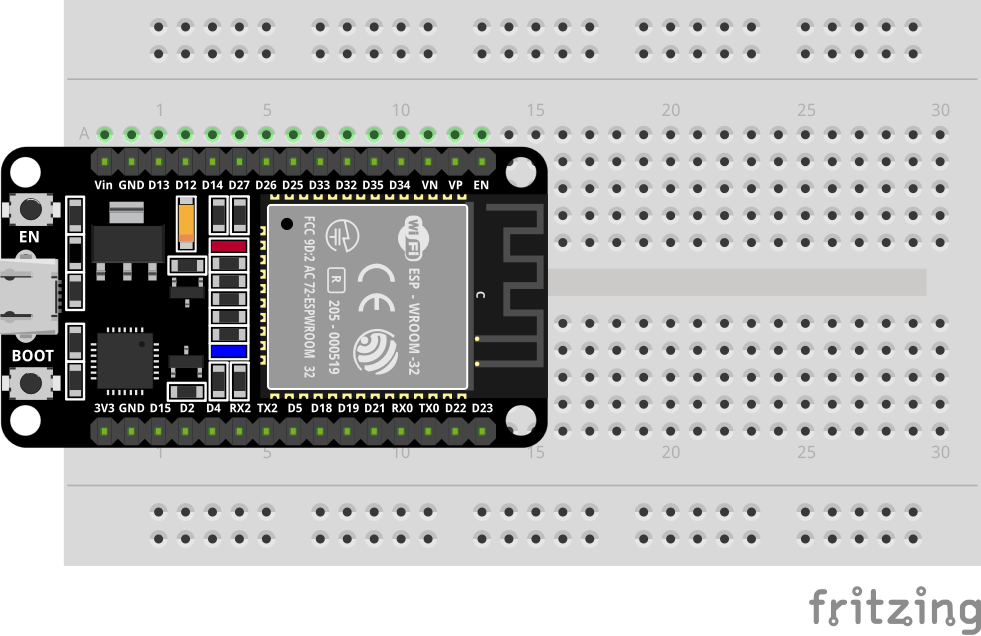 1 5 10 15 20 25 30
A
Vin GND D13 D12 D14 D27 D26 D25 D33 D32 D35 D34 VN VP EN
EN
WiFi
ESP - WROOM -32
CE
R 205 - 000519
FCC 9D:2 AC 72-ESPWROOM 32
C
BOOT
3V3 GND D15 D2 D4 RX2 TX2 D5 D18 D19 D21 RX0 TX0 D22 D23
1 5 10 15 20 25 30
fritzing